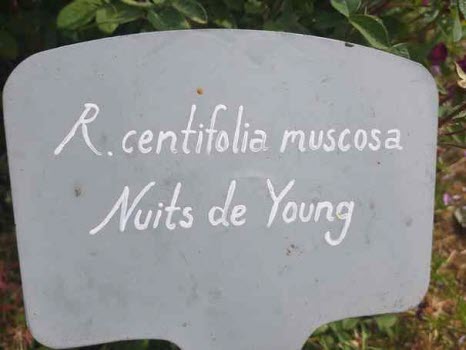 R. centifolia muscosa
Nuits de Young